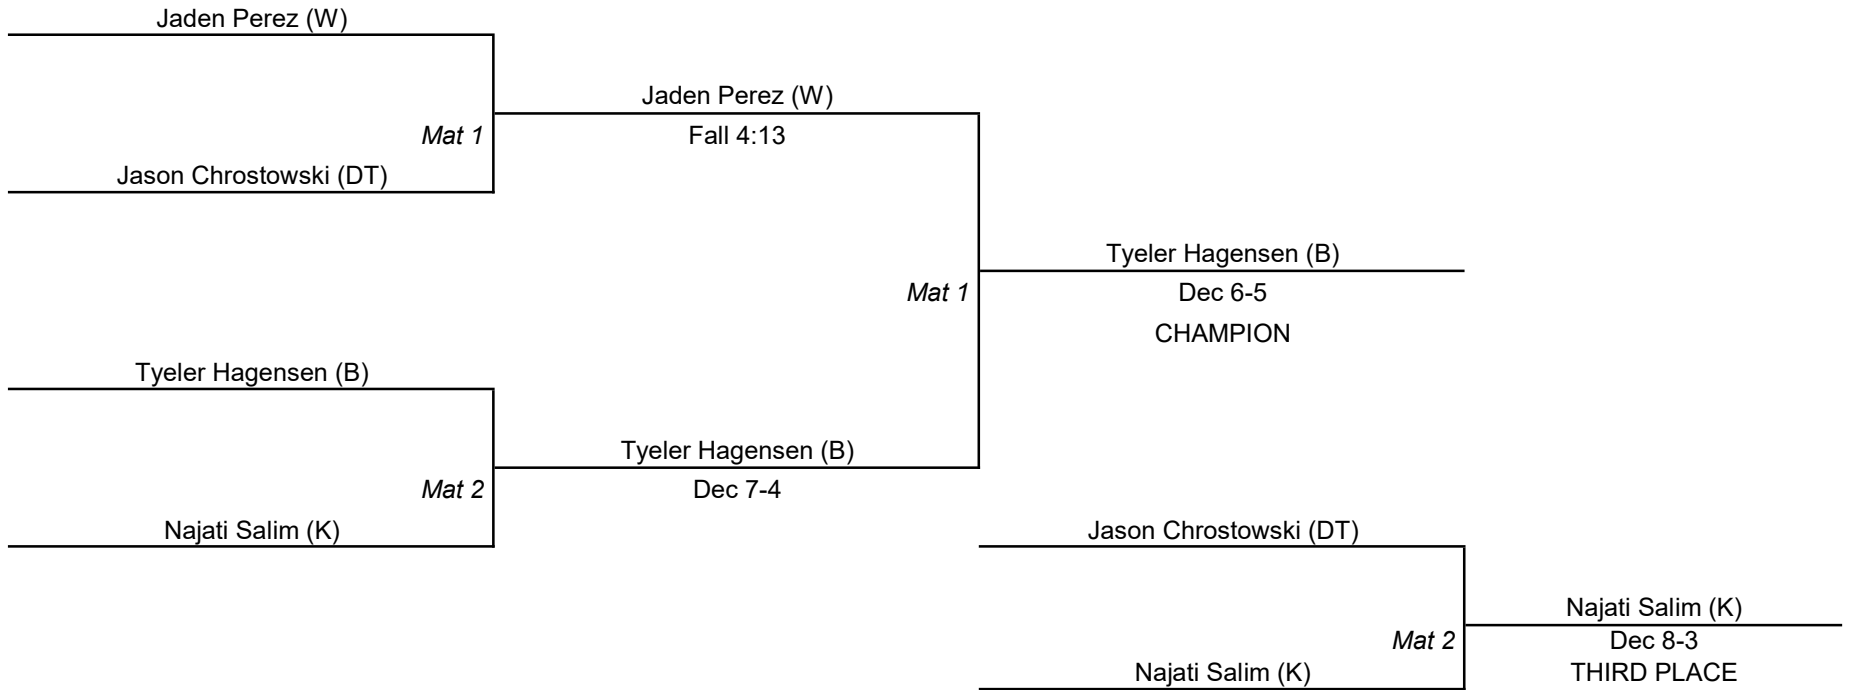 Jaden Perez (W)
Jaden Perez (W)
Mat 1
Fall 4:13
Jason Chrostowski (DT)
Tyeler Hagensen (B)
Mat 1
Dec 6-5
CHAMPION
Tyeler Hagensen (B)
Tyeler Hagensen (B)
Mat 2
Dec 7-4
Najati Salim (K)
Jason Chrostowski (DT)
Najati Salim (K)
Mat 2
Dec 8-3
Najati Salim (K)
THIRD PLACE